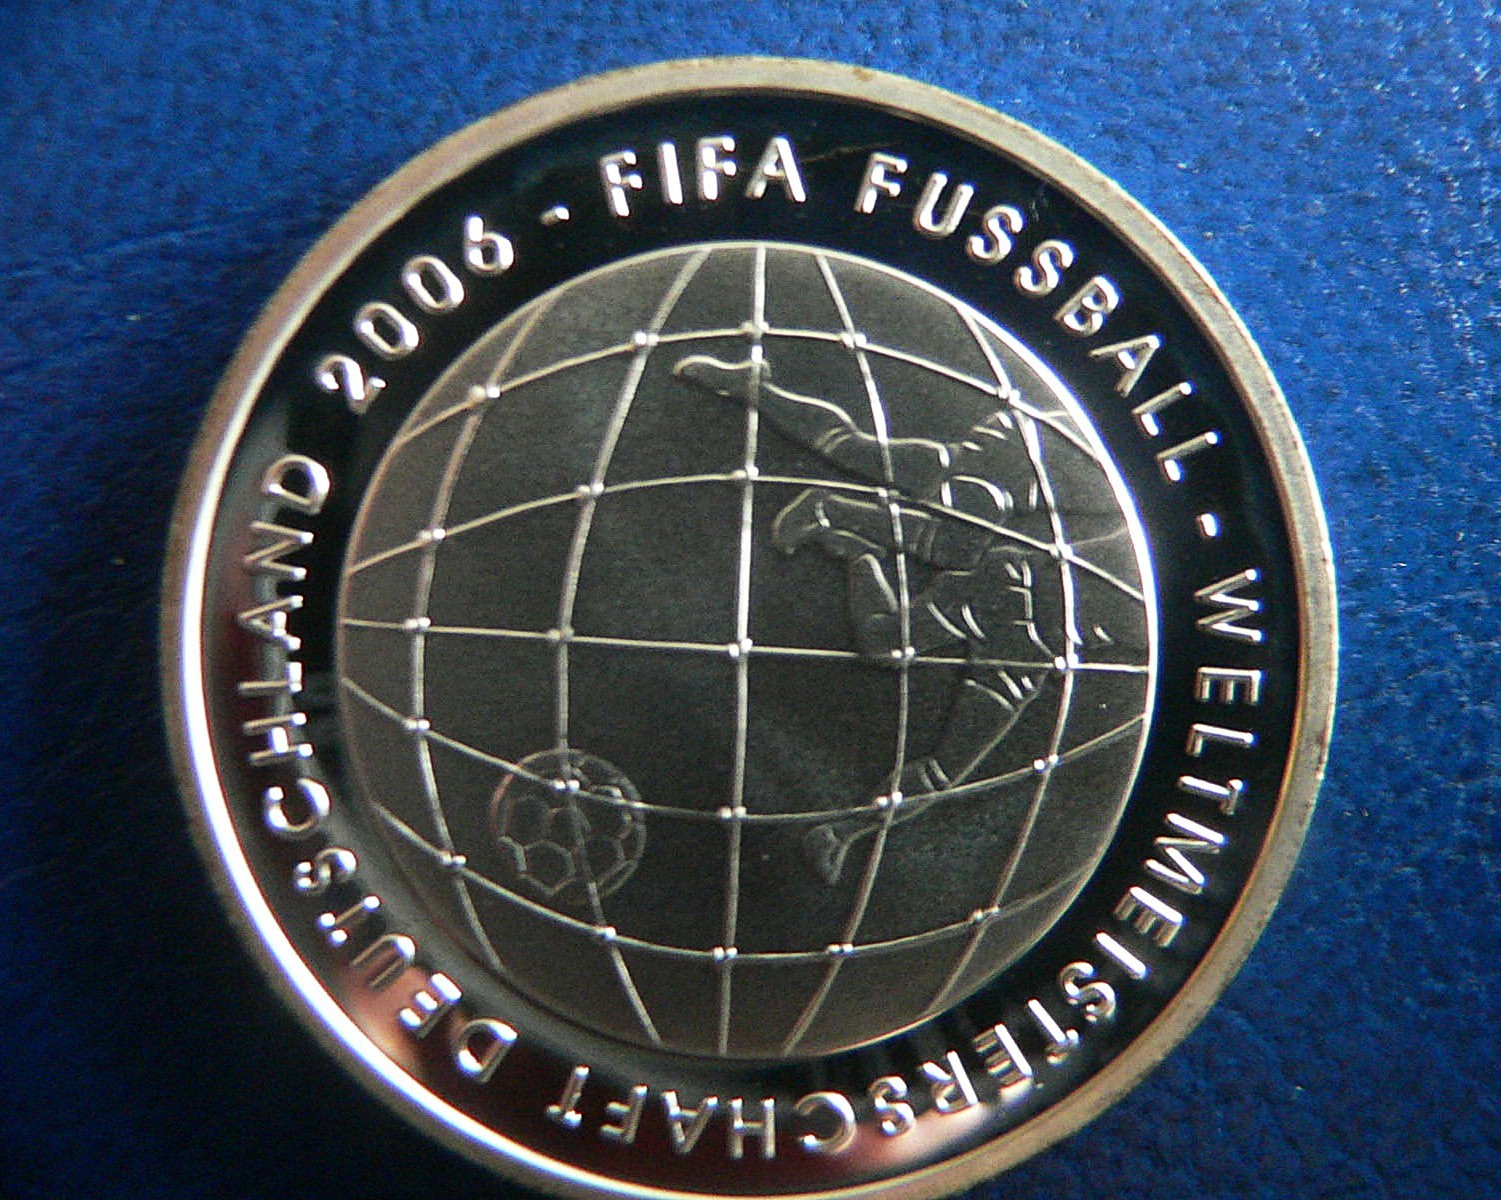 FIFA FUSSBALL - WELTMEISTERSCHAFT DEUTSCHLAND 2006 -